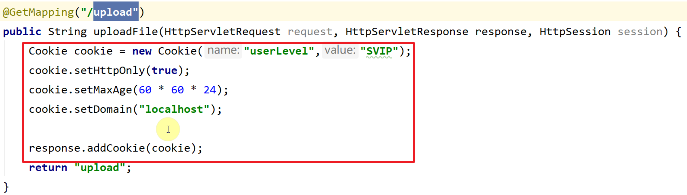 @GetMapping("/upload")
public String uploadFile(HttpServletRequest request, HttpServletResponse response, HttpSession session) {
Cookie cookie = new Cookie( name: "userLevel", value: "SVIP");
cookie.setHttpOnly(true);
cookie.setMaxAge(60 * 60 * 24);
cookie.setDomain("localhost");
response.addCookie(cookie);
return "upload";
}